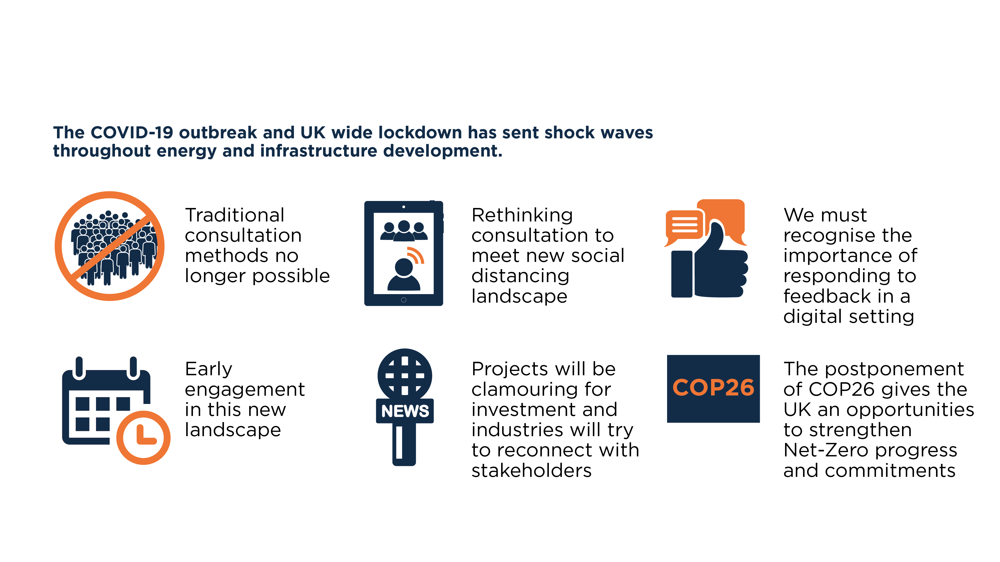 The COVID-19 outbreak and UK wide lockdown has sent shock waves
throughout energy and infrastructure development.
Traditional
consultation
methods no
longer possible
Rethinking
consultation to
meet new social
distancing
landscape
We must
recognise the
importance of
responding to
feedback in a
digital setting
Early
engagement
in this new
landscape
NEWS
Projects will be
clamouring for
investment and
industries will try
to reconnect with
stakeholders
COP26
The postponement
of COP26 gives the
UK an opportunities
to strengthen
Net-Zero progress
and commitments